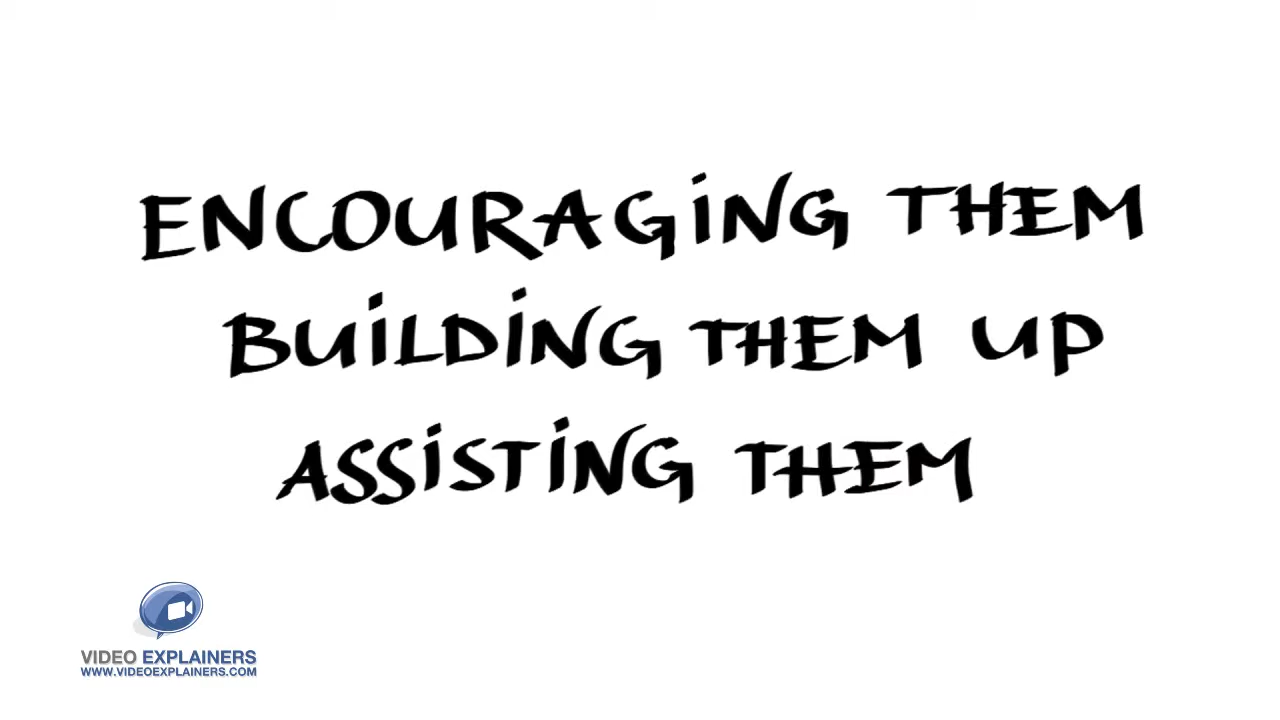 ENCOURAGING THEM
BUILDING THEM UP
ASSISTING THEM
VIDEO EXPLAINERS
WWW.VIDEOEXPLAINERS.COM